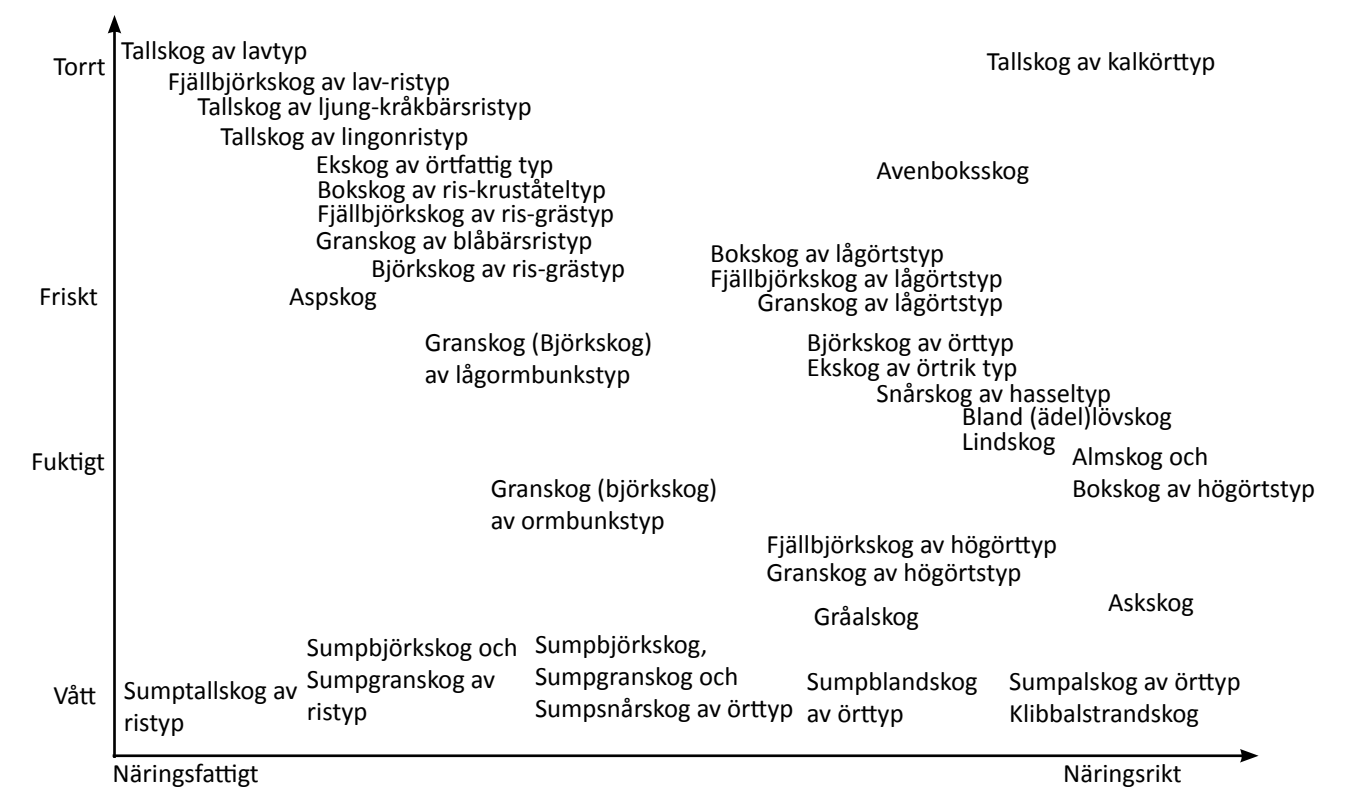 Tallskog av lavtyp
Torrt
Tallskog av kalkörttyp
Fjällbjörkskog av lav-ristyp
Tallskog av ljung-kråkbärsristyp
Tallskog av lingonristyp
Ekskog av örtfattig typ
Avenboksskog
Bokskog av ris-kruståteltyp
Fjällbjörkskog av ris-grästyp
Granskog av blåbärsristyp
Bokskog av lågörtstyp
Björkskog av ris-grästyp
Fjällbjörkskog av lågörtstyp
Friskt
Aspskog
Granskog av lågörtstyp
Granskog (Björkskog)
av lågormbunkstyp
Björkskog av örttyp
Ekskog av örtrik typ
Snårskog av hasseltyp
Bland (ädel)lövskog
Lindskog
Fuktigt
Almskog och
Bokskog av högörtstyp
Granskog (björkskog)
av ormbunkstyp
Fjällbjörkskog av högörttyp
Granskog av högörtstyp
Askskog
Gråalskog
Vått
Sumptallskog av
ristyp
Sumpbjörkskog och
Sumpgranskog av
ristyp
Sumpbjörkskog,
Sumpgranskog och
Sumpsnårskog av örttyp
Sumpblandskog
av örttyp
Sumpalskog av örttyp
Klibbalstrandskog
Näringsfattigt
Näringsrikt